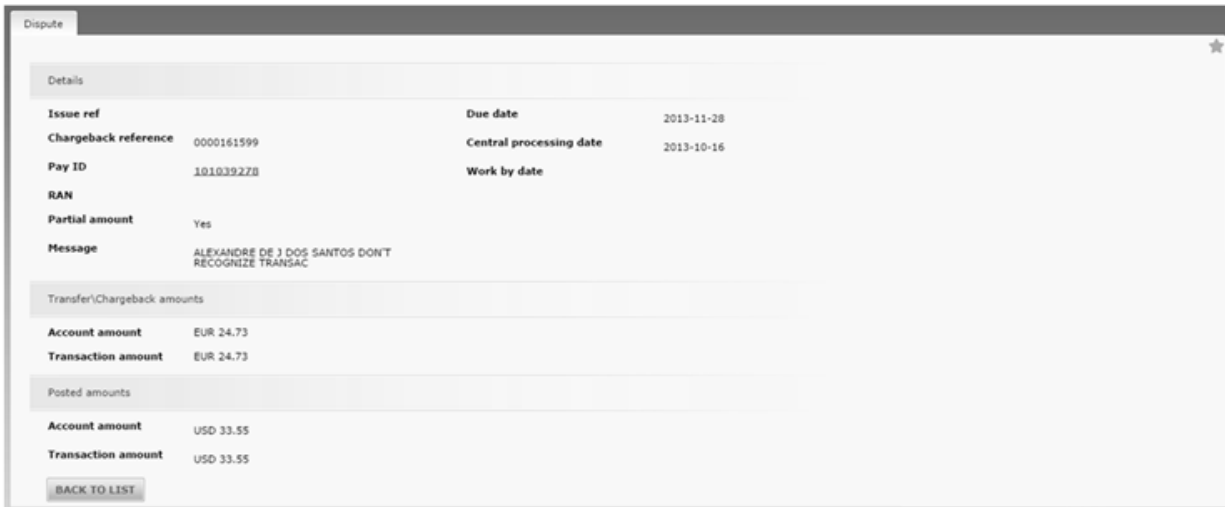 Dispute
Details
Issue ref Due date 2013-11-28
Chargeback reference 0000161599 Central processing date 2013-10-16
Pay ID 101039278 Work by date
RAN
Partial amount Yes
Message ALEXANDRE DE J DOS SANTOS DON'T
RECOGNIZE TRANSAC
Transfer\Chargeback amounts
Account amount EUR 24.73
Transaction amount EUR 24.73
Posted amounts
Account amount USD 33.55
Transaction amount USD 33.55
BACK TO LIST